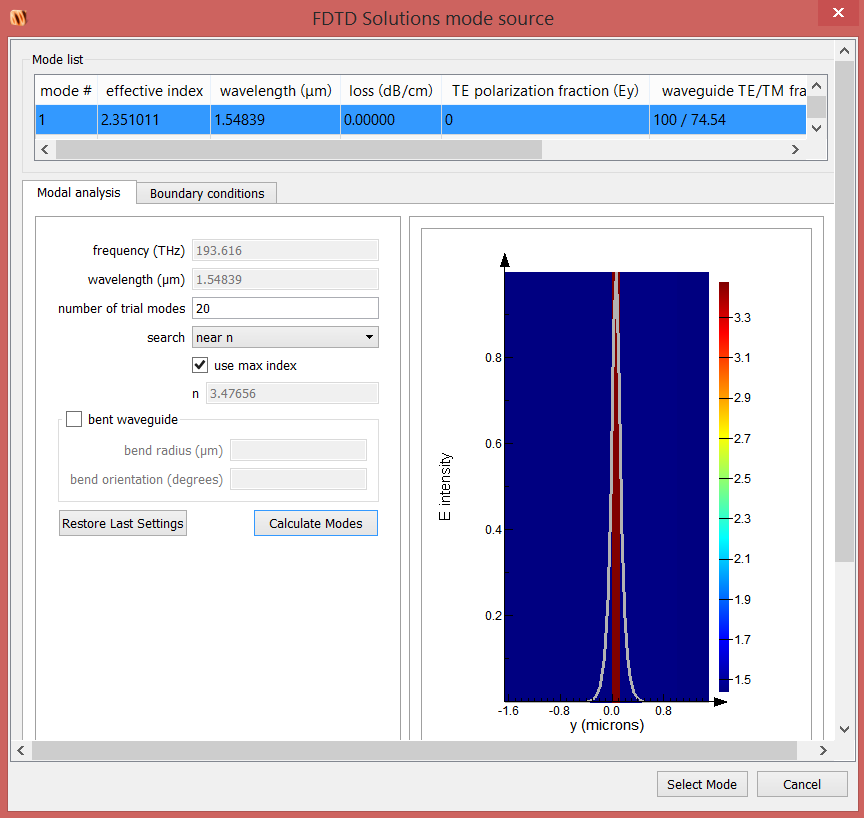 FDTD Solutions mode source
Mode list
mode # effective index wavelength (µm) loss (dB/cm) TE polarization fraction (Ey) waveguide TE/TM fra
1 2.351011 1.54839 0.00000 0 100 / 74.54
Modal analysis Boundary conditions
frequency (THz) 193.616
wavelength (µm) 1.54839
number of trial modes 20
search near n
use max index
n 3.47656
bent waveguide
bend radius (µm)
bend orientation (degrees)
Restore Last Settings Calculate Modes
E intensity
0.8
0.6
0.4
0.2
-1.6 -0.8 0.0 0.8
y (microns)
3.3
3.1
2.9
2.7
2.5
2.3
2.1
1.9
1.7
1.5
Select Mode Cancel